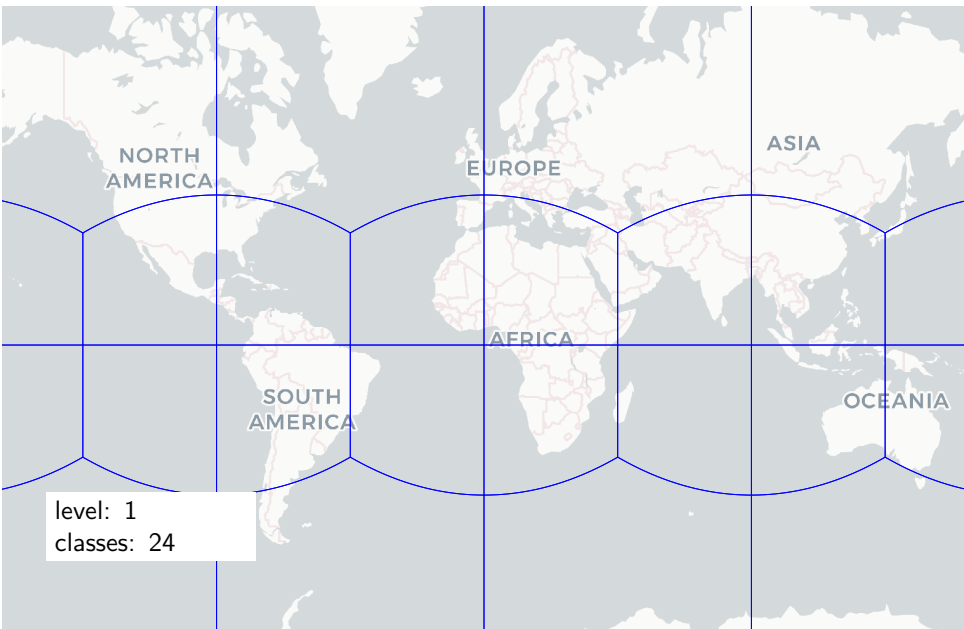 ASIA
NORTH
AMERICA
EUROPE
AFRICA
SOUTH
AMERICA
OCEANIA
level: 1
classes: 24